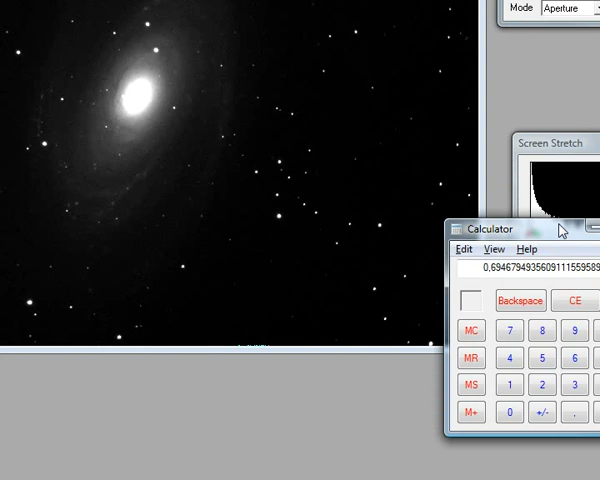 Mode Aperture
Screen Stretch
Calculator
Edit View Help
0,6946794935609111559589
Backspace CE
MC 7 8 9
MR 4 5 6
MS 1 2 3
M+ 0 +/- .